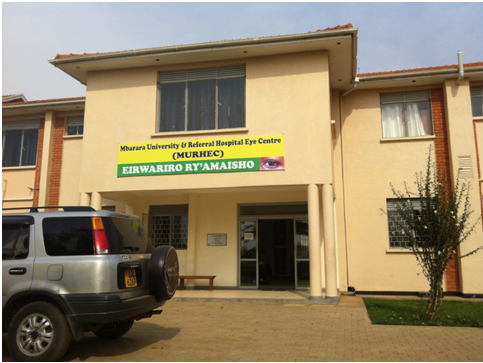 Mbarara University & Referral Hospital Eye Centre
(MURHEC)
EIRWARIRO RY'AMAISHO